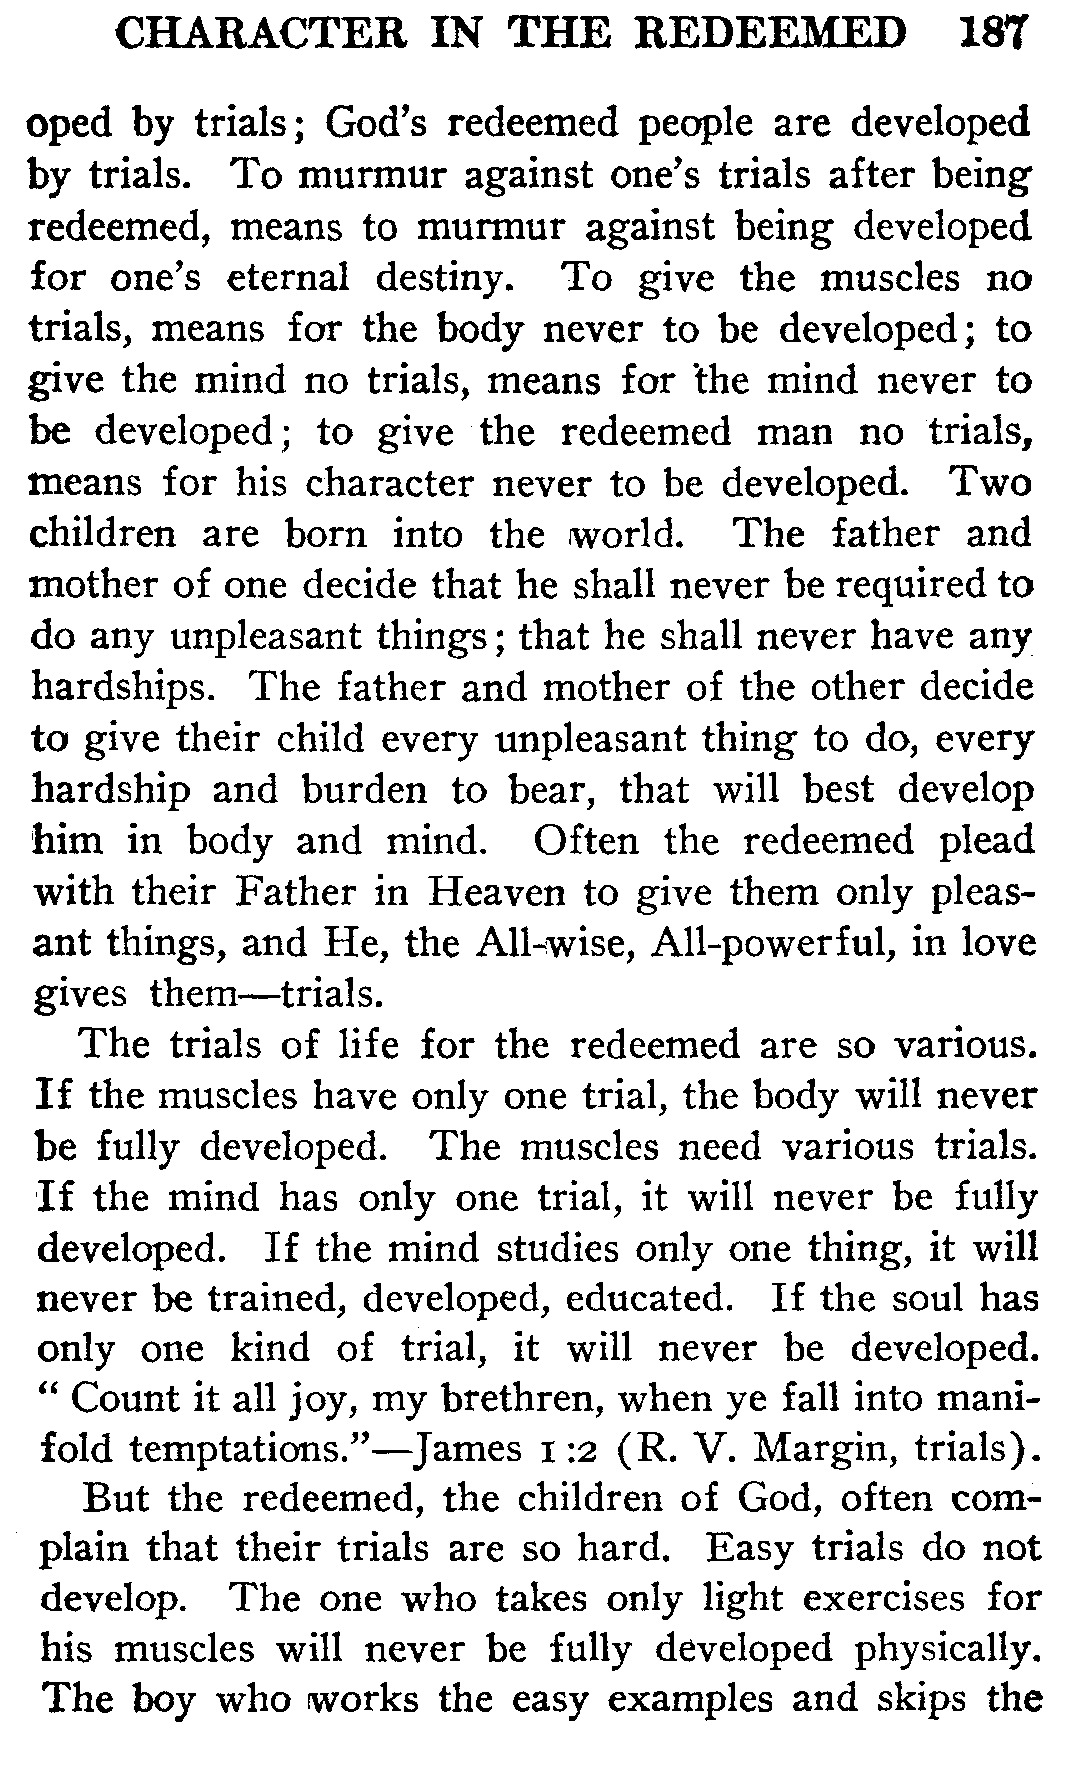 CHARACTER IN THE REDEEMED 187
oped by trials; God's redeemed people are developed
by trials. To murmur against one's trials after being
redeemed, means to murmur against being developed
for one's eternal destiny. To give the muscles no
trials, means for the body never to be developed; to
give the mind no trials, means for the mind never to
be developed; to give the redeemed man no trials,
means for his character never to be developed. Two
children are born into the world. The father and
mother of one decide that he shall never be required to
do any unpleasant things; that he shall never have any
hardships. The father and mother of the other decide
to give their child every unpleasant thing to do, every
hardship and burden to bear, that will best develop
him in body and mind. Often the redeemed plead
with their Father in Heaven to give them only pleas-
ant things, and He, the All-wise, All-powerful, in love
gives them—trials.
The trials of life for the redeemed are so various.
If the muscles have only one trial, the body will never
be fully developed. The muscles need various trials.
If the mind has only one trial, it will never be fully
developed. If the mind studies only one thing, it will
never be trained, developed, educated. If the soul has
only one kind of trial, it will never be developed.
" Count it all joy, my brethren, when ye fall into mani-
fold temptations."—James 1:2 (R. V. Margin, trials).
But the redeemed, the children of God, often com-
plain that their trials are so hard. Easy trials do not
develop. The one who takes only light exercises for
his muscles will never be fully developed physically.
The boy who works the easy examples and skips the